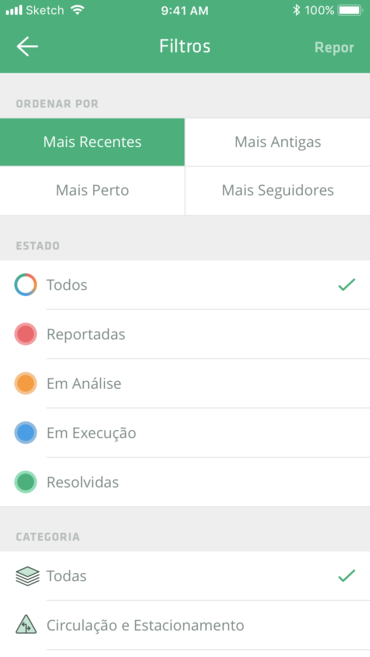 Sketch 9:41 AM 100%
Filtros Repor
ORDENAR POR
Mais Recentes Mais Antigas
Mais Perto Mais Seguidores
ESTADO
Todos
Reportadas
Em Análise
Em Execução
Resolvidas
CATEGORIA
Todas
Circulação e Estacionamento